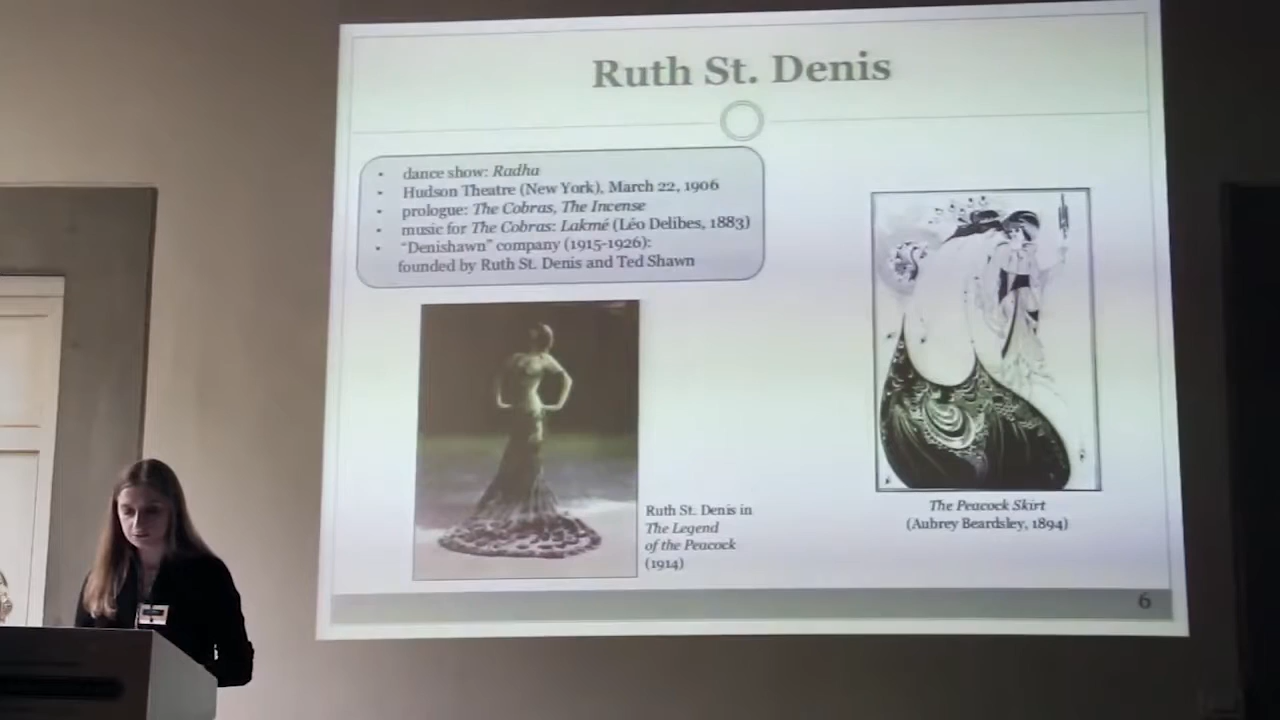 Ruth St. Denis
• dance show: Radha
• Hudson Theatre (New York), March 22, 1906
• prologue: The Cobras, The Incense
• music for The Cobras: Lakmé (Léo Delibes, 1883)
• “Denishawn” company (1915-1926):
founded by Ruth St. Denis and Ted Shawn
Ruth St. Denis in
The Legend
of the Peacock
(1914)
The Peacock Skirt
(Aubrey Beardsley, 1894)
6